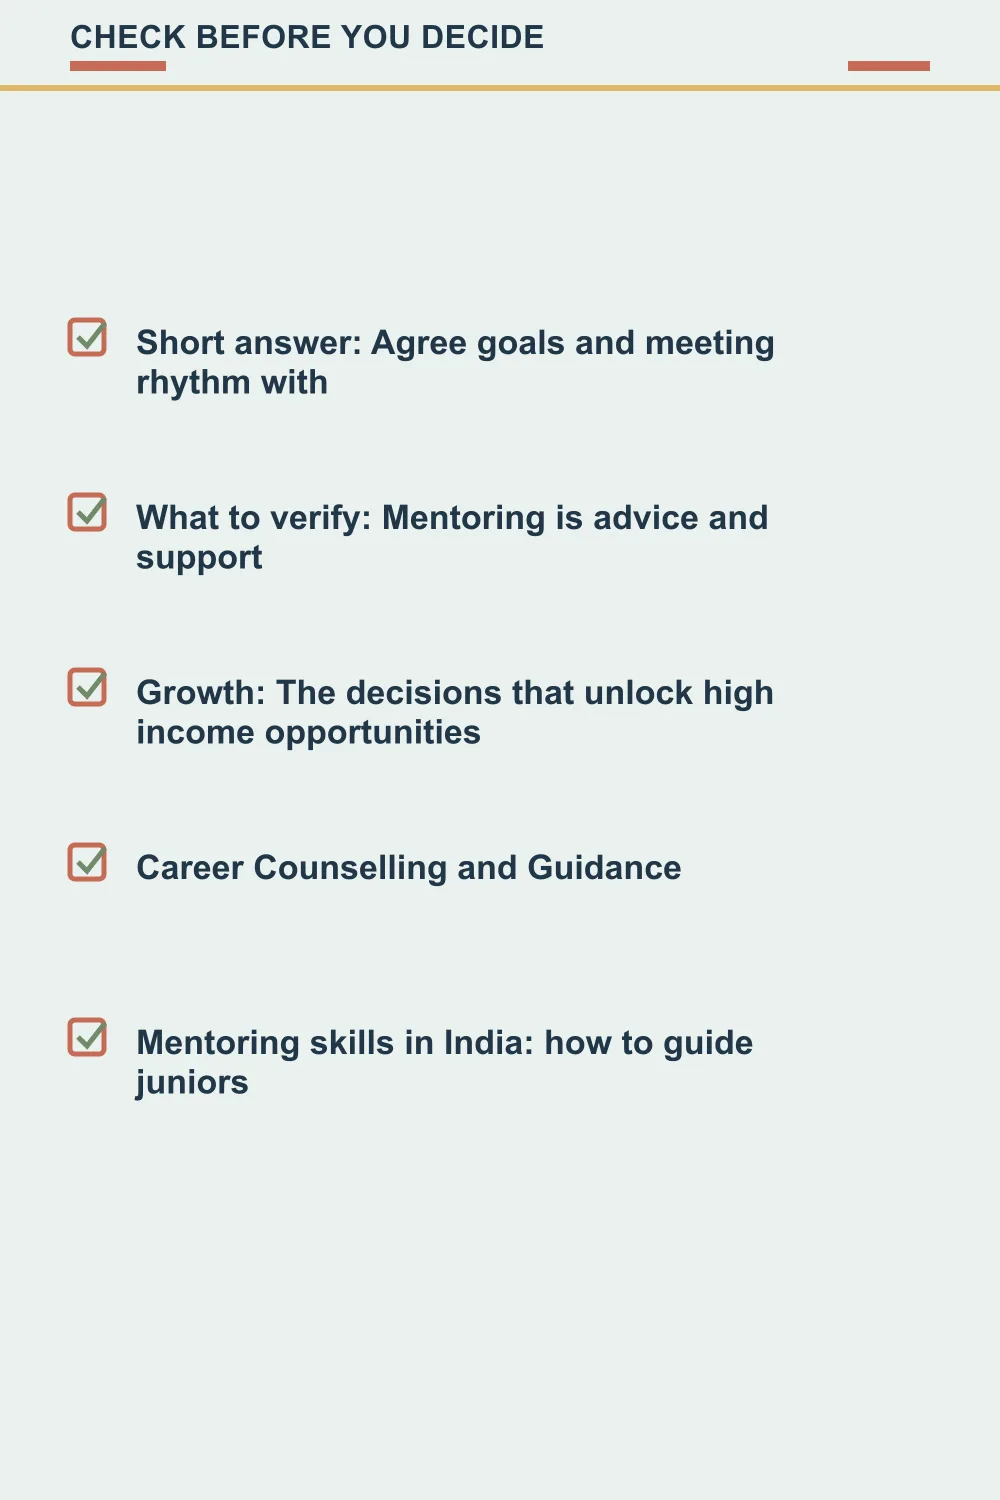 CHECK BEFORE YOU DECIDE
Short answer: Agree goals and meeting
rhythm with
What to verify: Mentoring is advice and
support
Growth: The decisions that unlock high
income opportunities
Career Counselling and Guidance
Mentoring skills in India: how to guide
juniors